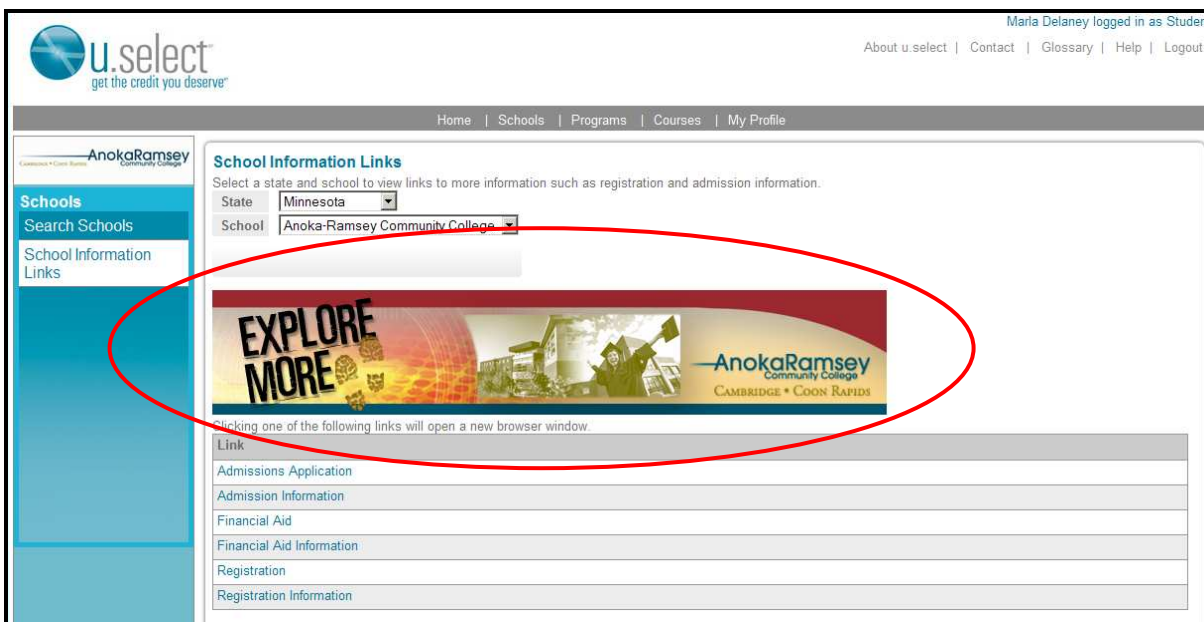 Marla Delaney logged in as Studen
u.select
get the credit you deserve
About u.select | Contact | Glossary | Help | Logout
Home | Schools | Programs | Courses | My Profile
AnokaRamsey
Community College
Cambridge • Coon Rapids
Schools
Search Schools
School Information
Links
School Information Links
Select a state and school to view links to more information such as registration and admission information.
State Minnesota
School Anoka-Ramsey Community College
EXPLORE
MORE
AnokaRamsey
Community College
CAMBRIDGE • COON RAPIDS
Clicking one of the following links will open a new browser window.
Link
Admissions Application
Admission Information
Financial Aid
Financial Aid Information
Registration
Registration Information